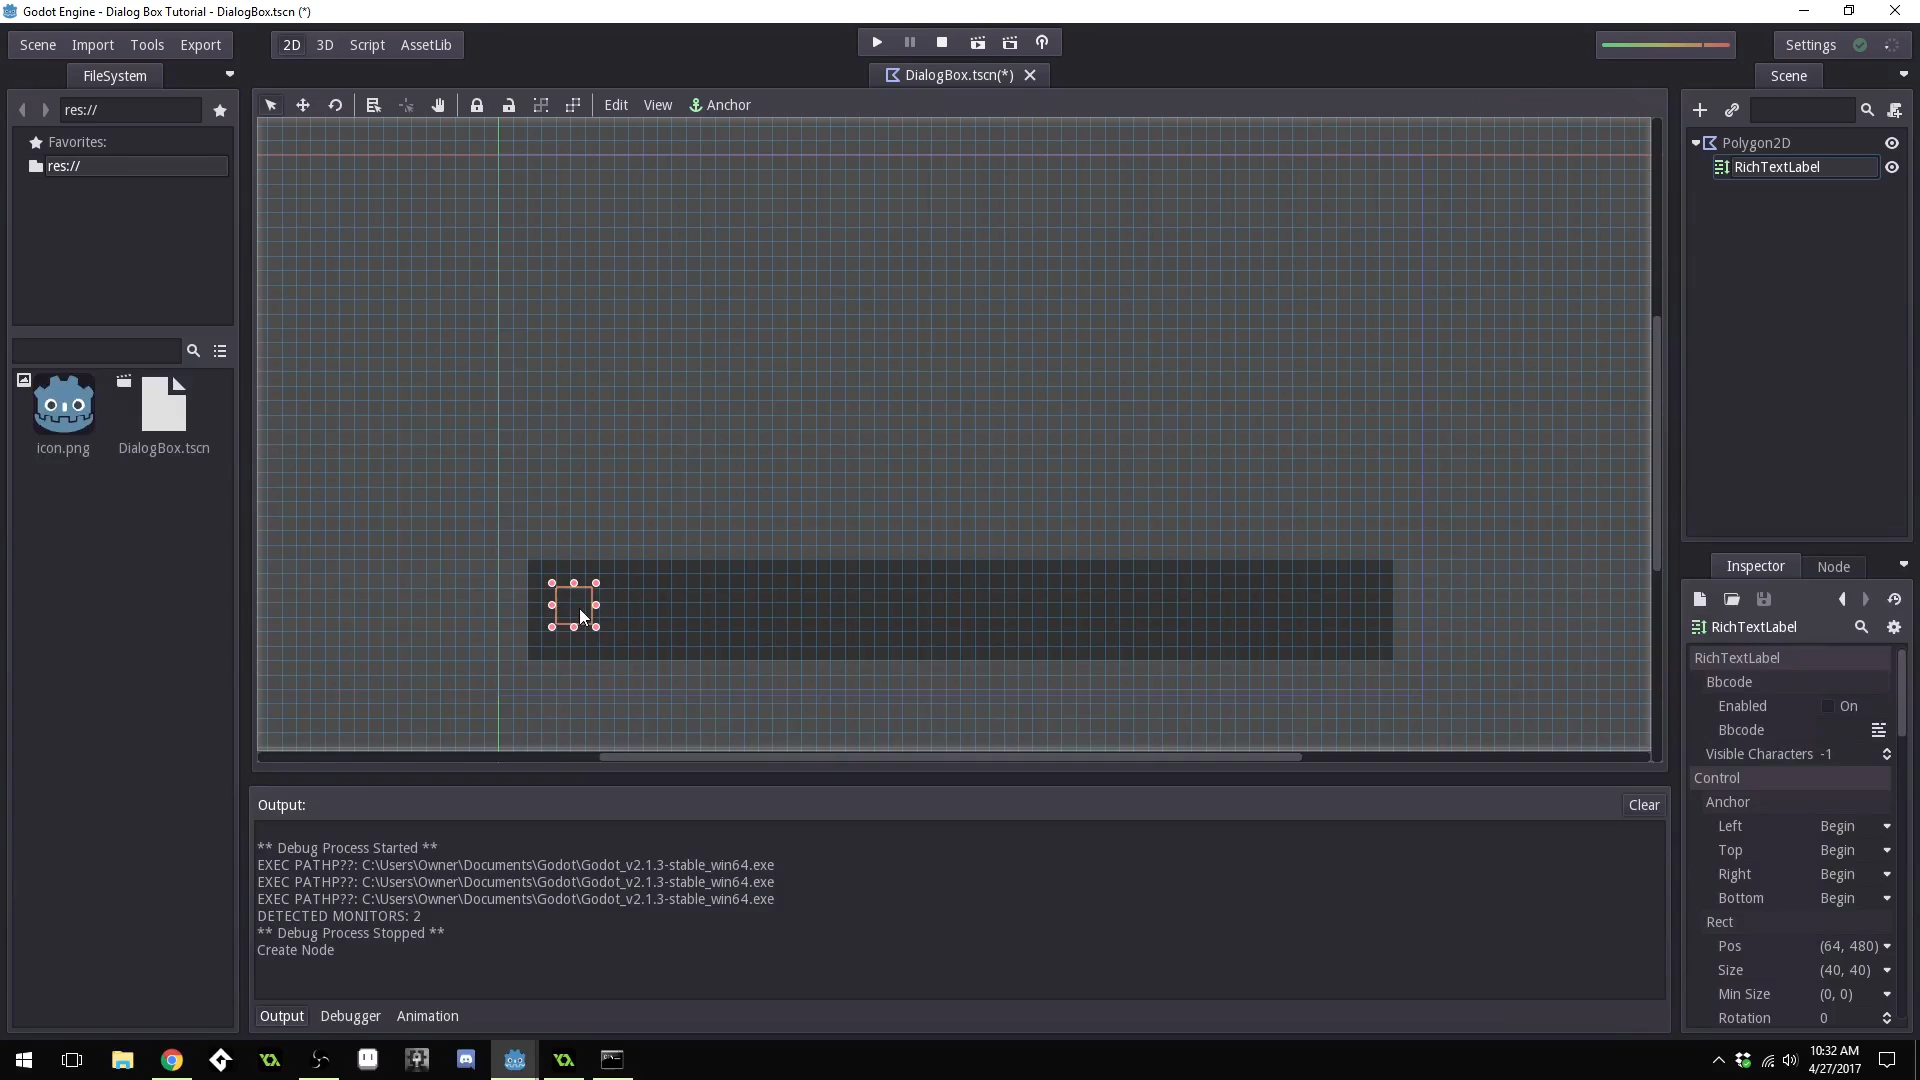 Godot Engine - Dialog Box Tutorial - DialogBox.tscn (*)
Scene Import Tools Export
2D 3D Script AssetLib
Settings
FileSystem
DialogBox.tscn(*)
Scene
res://
Edit View Anchor
Favorites:
res://
Polygon2D
RichTextLabel
icon.png
DialogBox.tscn
Inspector Node
RichTextLabel
RichTextLabel
Bbcode
Enabled On
Bbcode
Visible Characters -1
Control
Anchor
Left Begin
Top Begin
Right Begin
Bottom Begin
Rect
Pos (64, 480)
Size (40, 40)
Min Size (0, 0)
Rotation 0
Output: Clear
** Debug Process Started **
EXEC PATHP??: C:\Users\Owner\Documents\Godot\Godot_v2.1.3-stable_win64.exe
EXEC PATHP??: C:\Users\Owner\Documents\Godot\Godot_v2.1.3-stable_win64.exe
EXEC PATHP??: C:\Users\Owner\Documents\Godot\Godot_v2.1.3-stable_win64.exe
DETECTED MONITORS: 2
** Debug Process Stopped **
Create Node
Output Debugger Animation
10:32 AM
4/27/2017